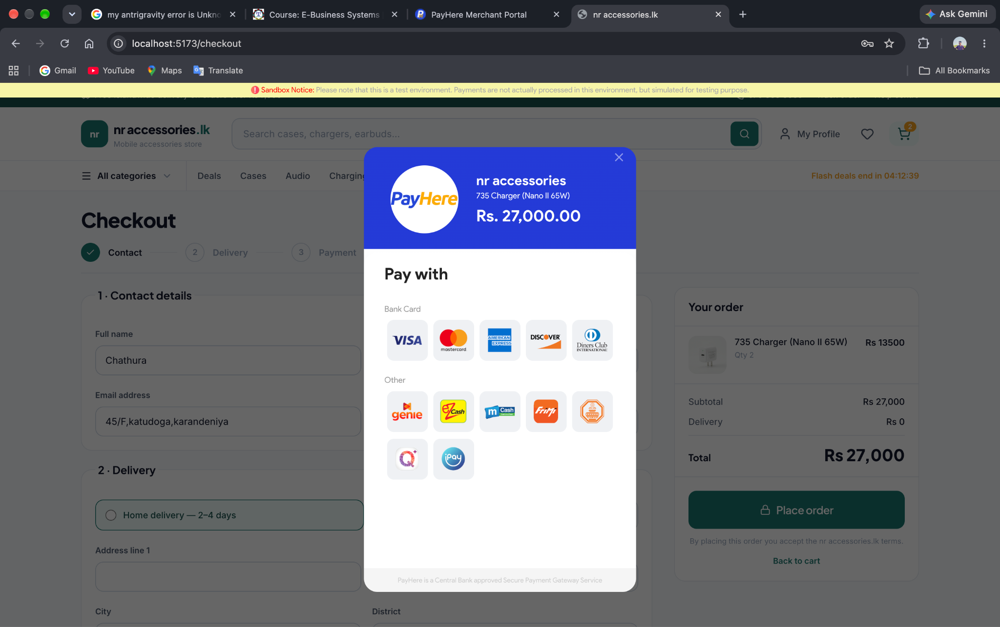 my antrigravity error is Unkno
Course: E-Business Systems
PayHere Merchant Portal
nr accessories.lk
Ask Gemini
localhost:5173/checkout
Gmail
YouTube
Maps
Translate
All Bookmarks
Sandbox Notice: Please note that this is a test environment. Payments are not actually processed in this environment, but simulated for testing purpose.
nr
nr accessories.lk
Mobile accessories store
Search cases, chargers, earbuds...
My Profile
2
All categories
Deals
Cases
Audio
Charging
Flash deals end in 04:12:39
Checkout
Contact
2
Delivery
3
Payment
1 · Contact details
Full name
Chathura
Email address
45/F,katudoga,karandeniya
2 · Delivery
Home delivery — 2–4 days
Address line 1
City
District
PayHere
nr accessories
735 Charger (Nano II 65W)
Rs. 27,000.00
Pay with
Bank Card
VISA
mastercard
AMERICAN EXPRESS
DISCOVER
Diners Club
INTERNATIONAL
Other
genie
eZ Cash
m Cash
FriMi
Q+
iPay
PayHere is a Central Bank approved Secure Payment Gateway Service
Your order
735 Charger (Nano II 65W)
Rs 13500
Qty 2
Subtotal
Rs 27,000
Delivery
Rs 0
Total
Rs 27,000
Place order
By placing this order you accept the nr accessories.lk terms.
Back to cart